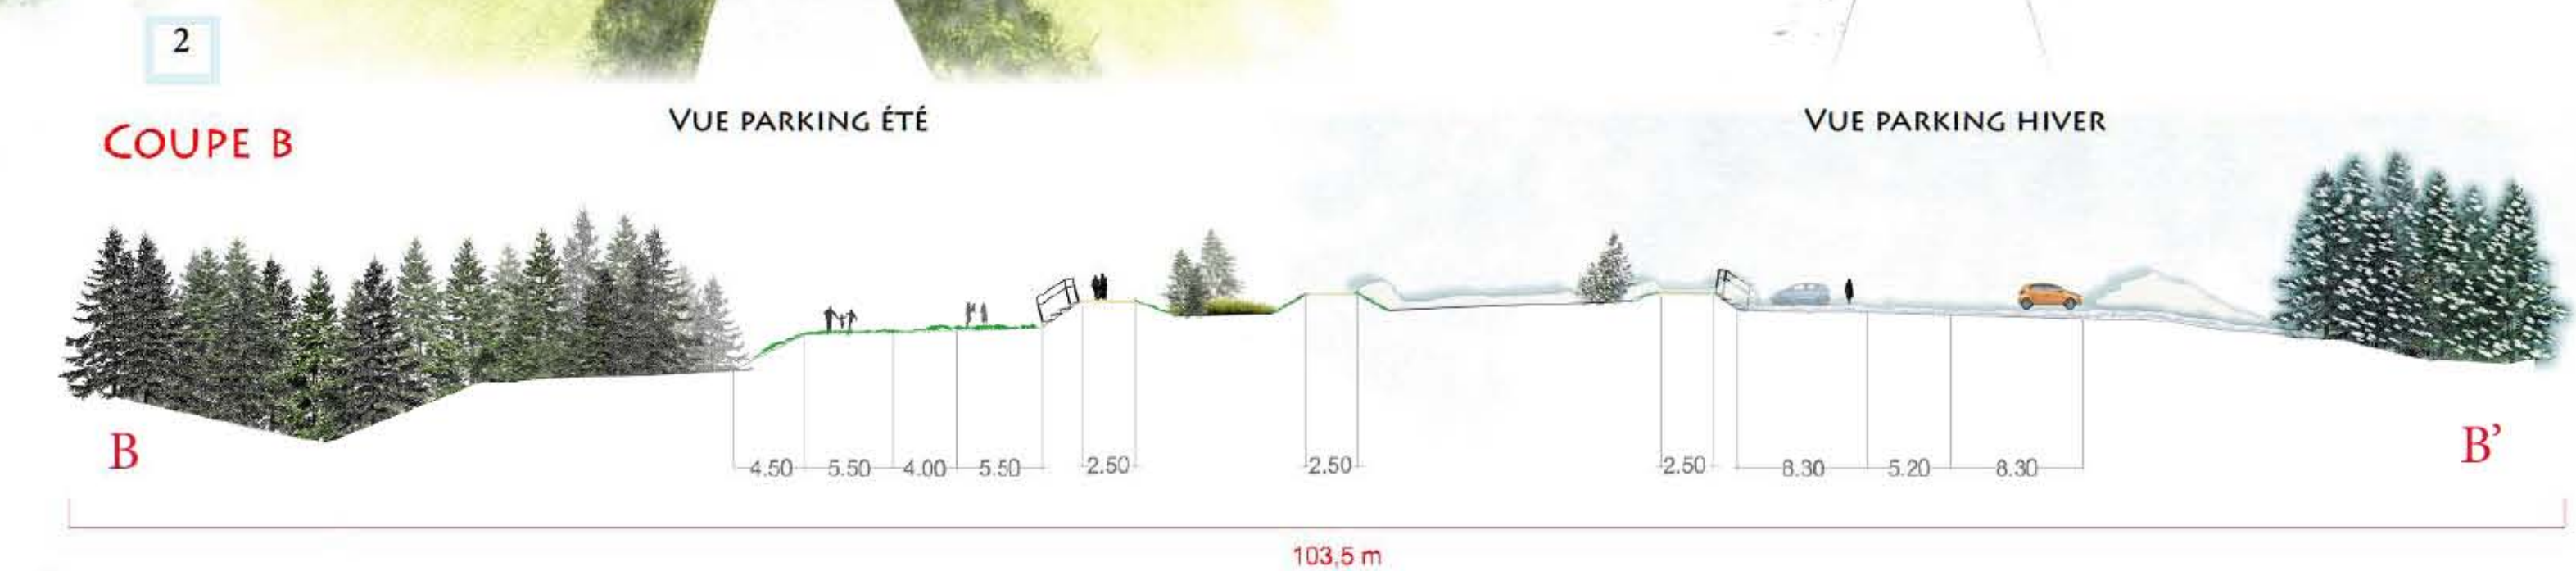 2
VUE PARKING ÉTÉ
VUE PARKING HIVER
COUPE B
B
B’
4.50 5.50 4.00 5.50 2.50 2.50 2.50 8.30 5.20 8.30
103,5 m